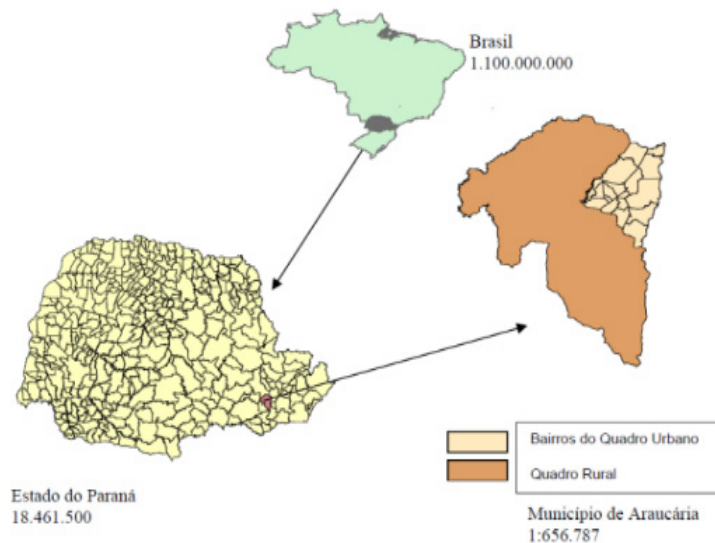 Brasil
1.100.000.000
Bairros do Quadro Urbano
Quadro Rural
Estado do Paraná
18.461.500
Município de Araucária
1:656.787